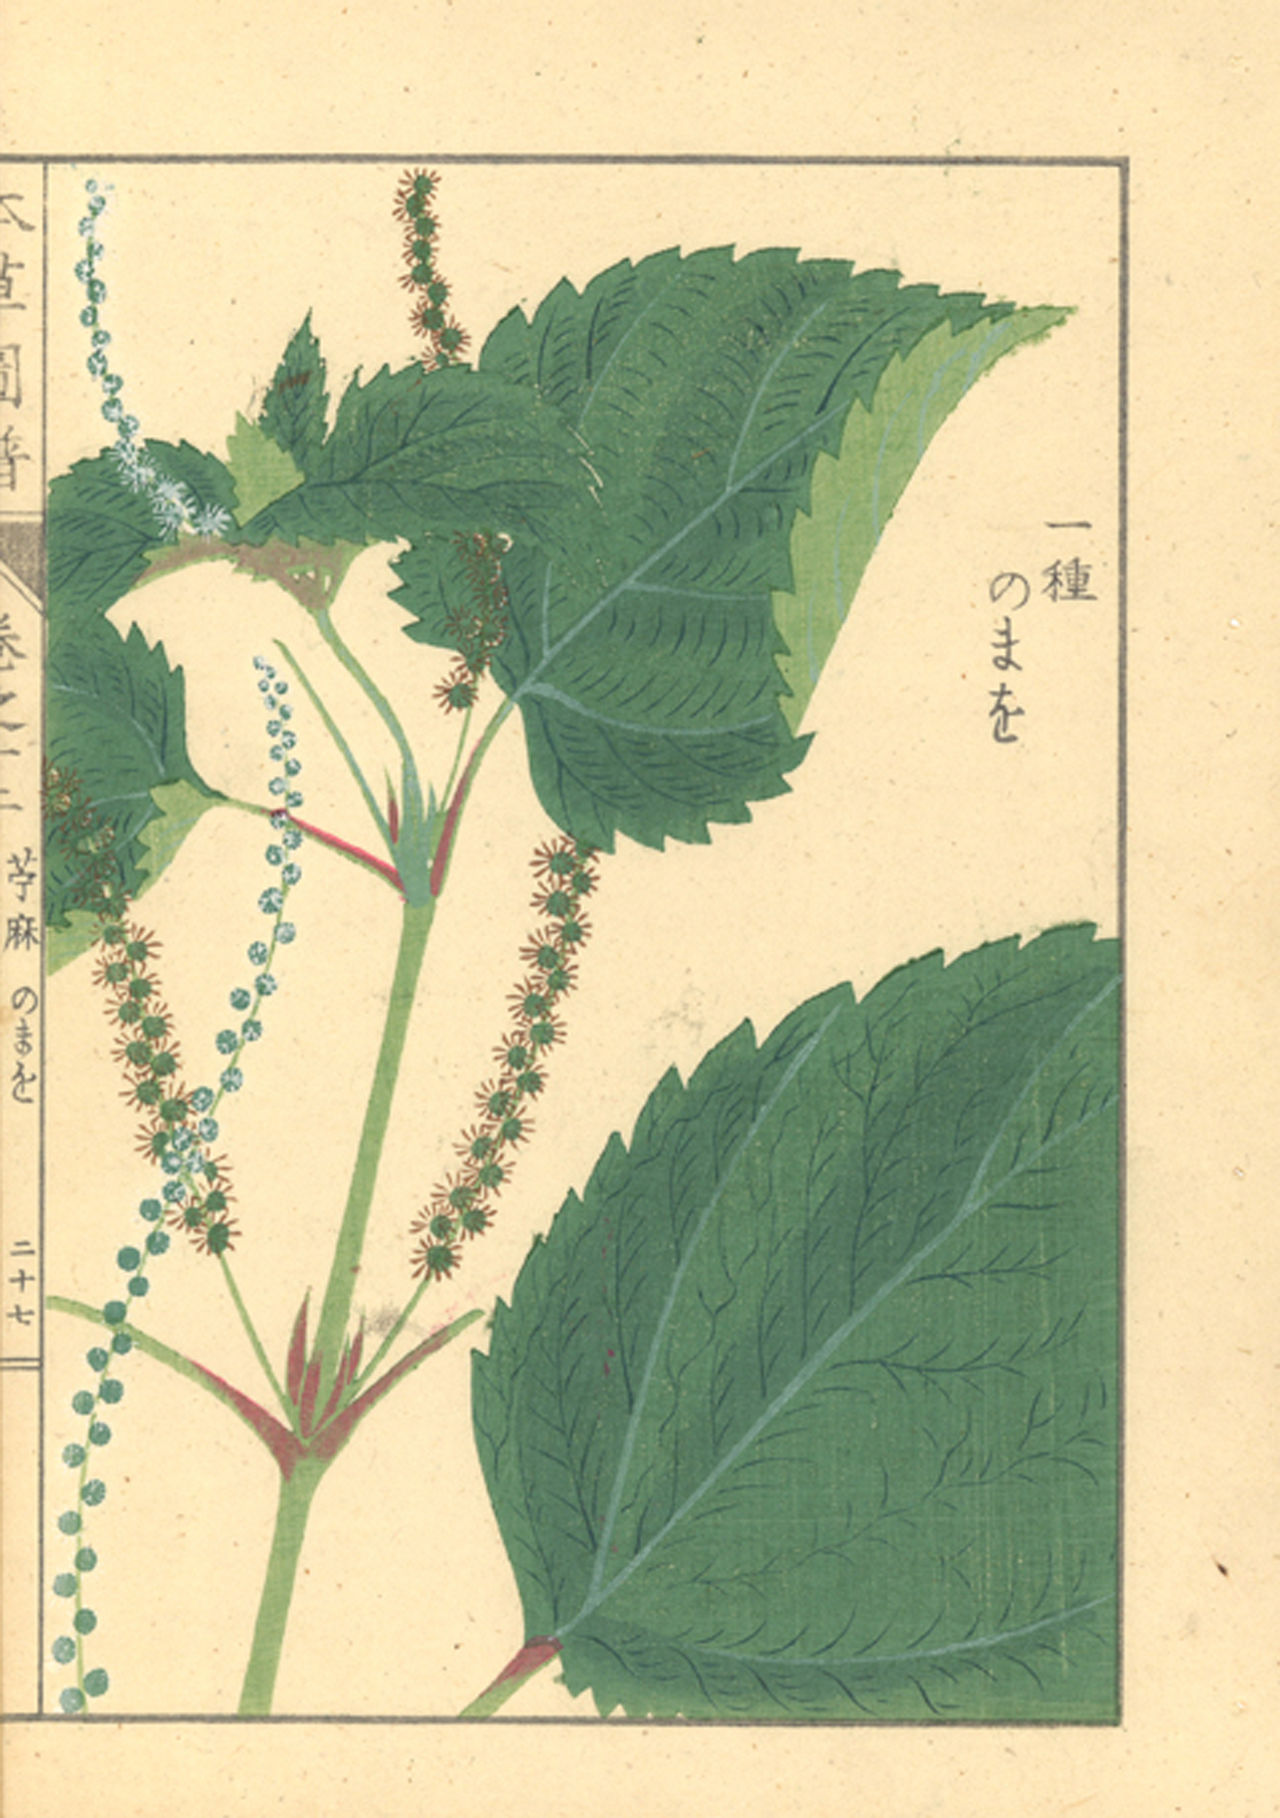 一種
のまを
本草圖譜
巻之十二
苧麻 のまを
二十七